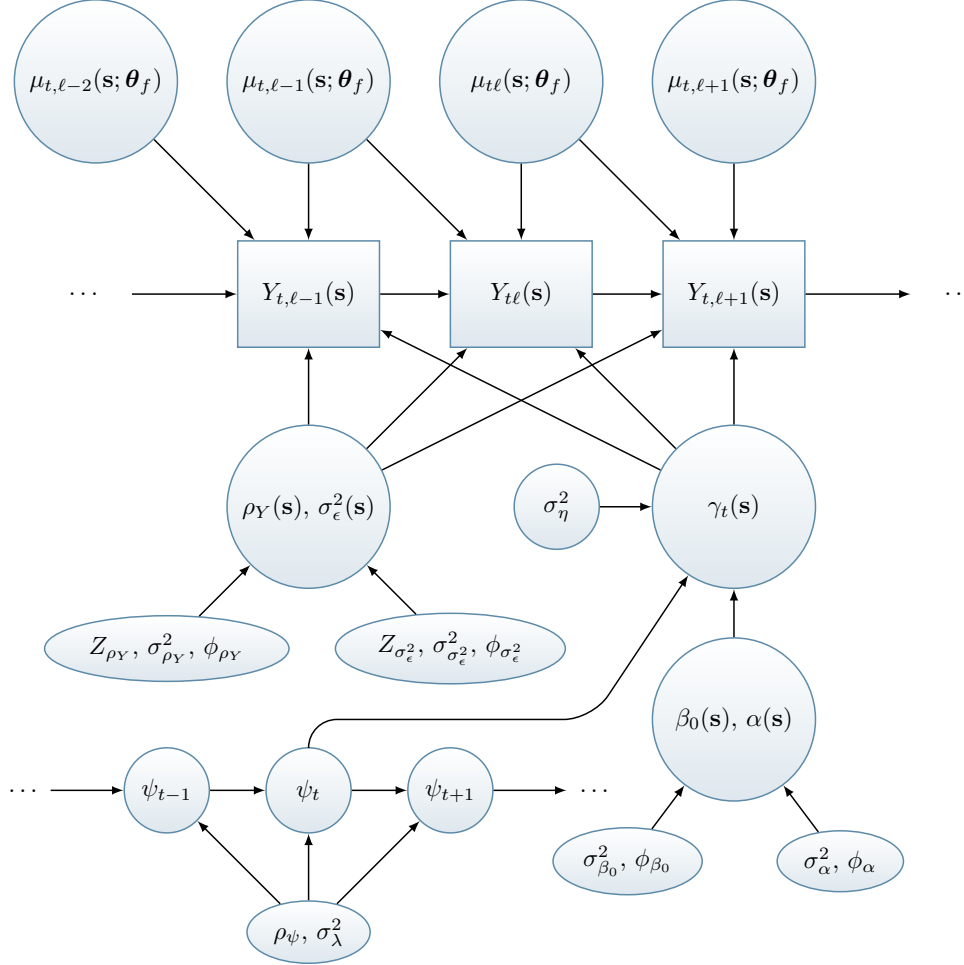 μ_{t,ℓ−2}(𝐬; 𝜽_f) μ_{t,ℓ−1}(𝐬; 𝜽_f) μ_{tℓ}(𝐬; 𝜽_f) μ_{t,ℓ+1}(𝐬; 𝜽_f)
⋯ Y_{t,ℓ−1}(𝐬) Y_{tℓ}(𝐬) Y_{t,ℓ+1}(𝐬) ⋯
ρ_Y(𝐬), σ²_ϵ(𝐬) σ²_η γ_t(𝐬)
Z_{ρ_Y}, σ²_{ρ_Y}, ϕ_{ρ_Y} Z_{σ²_ϵ}, σ²_{σ²_ϵ}, ϕ_{σ²_ϵ}
β_0(𝐬), α(𝐬)
⋯ ψ_{t−1} ψ_t ψ_{t+1} ⋯
σ²_{β_0}, ϕ_{β_0} σ²_α, ϕ_α
ρ_ψ, σ²_λ